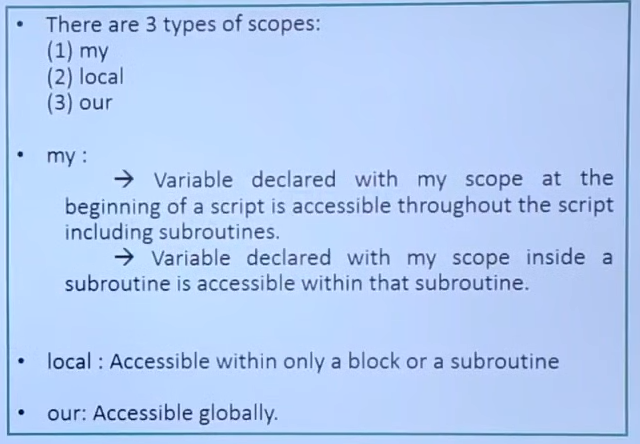 • There are 3 types of scopes:
(1) my
(2) local
(3) our
• my :
→ Variable declared with my scope at the
beginning of a script is accessible throughout the script
including subroutines.
→ Variable declared with my scope inside a
subroutine is accessible within that subroutine.
• local : Accessible within only a block or a subroutine
• our: Accessible globally.